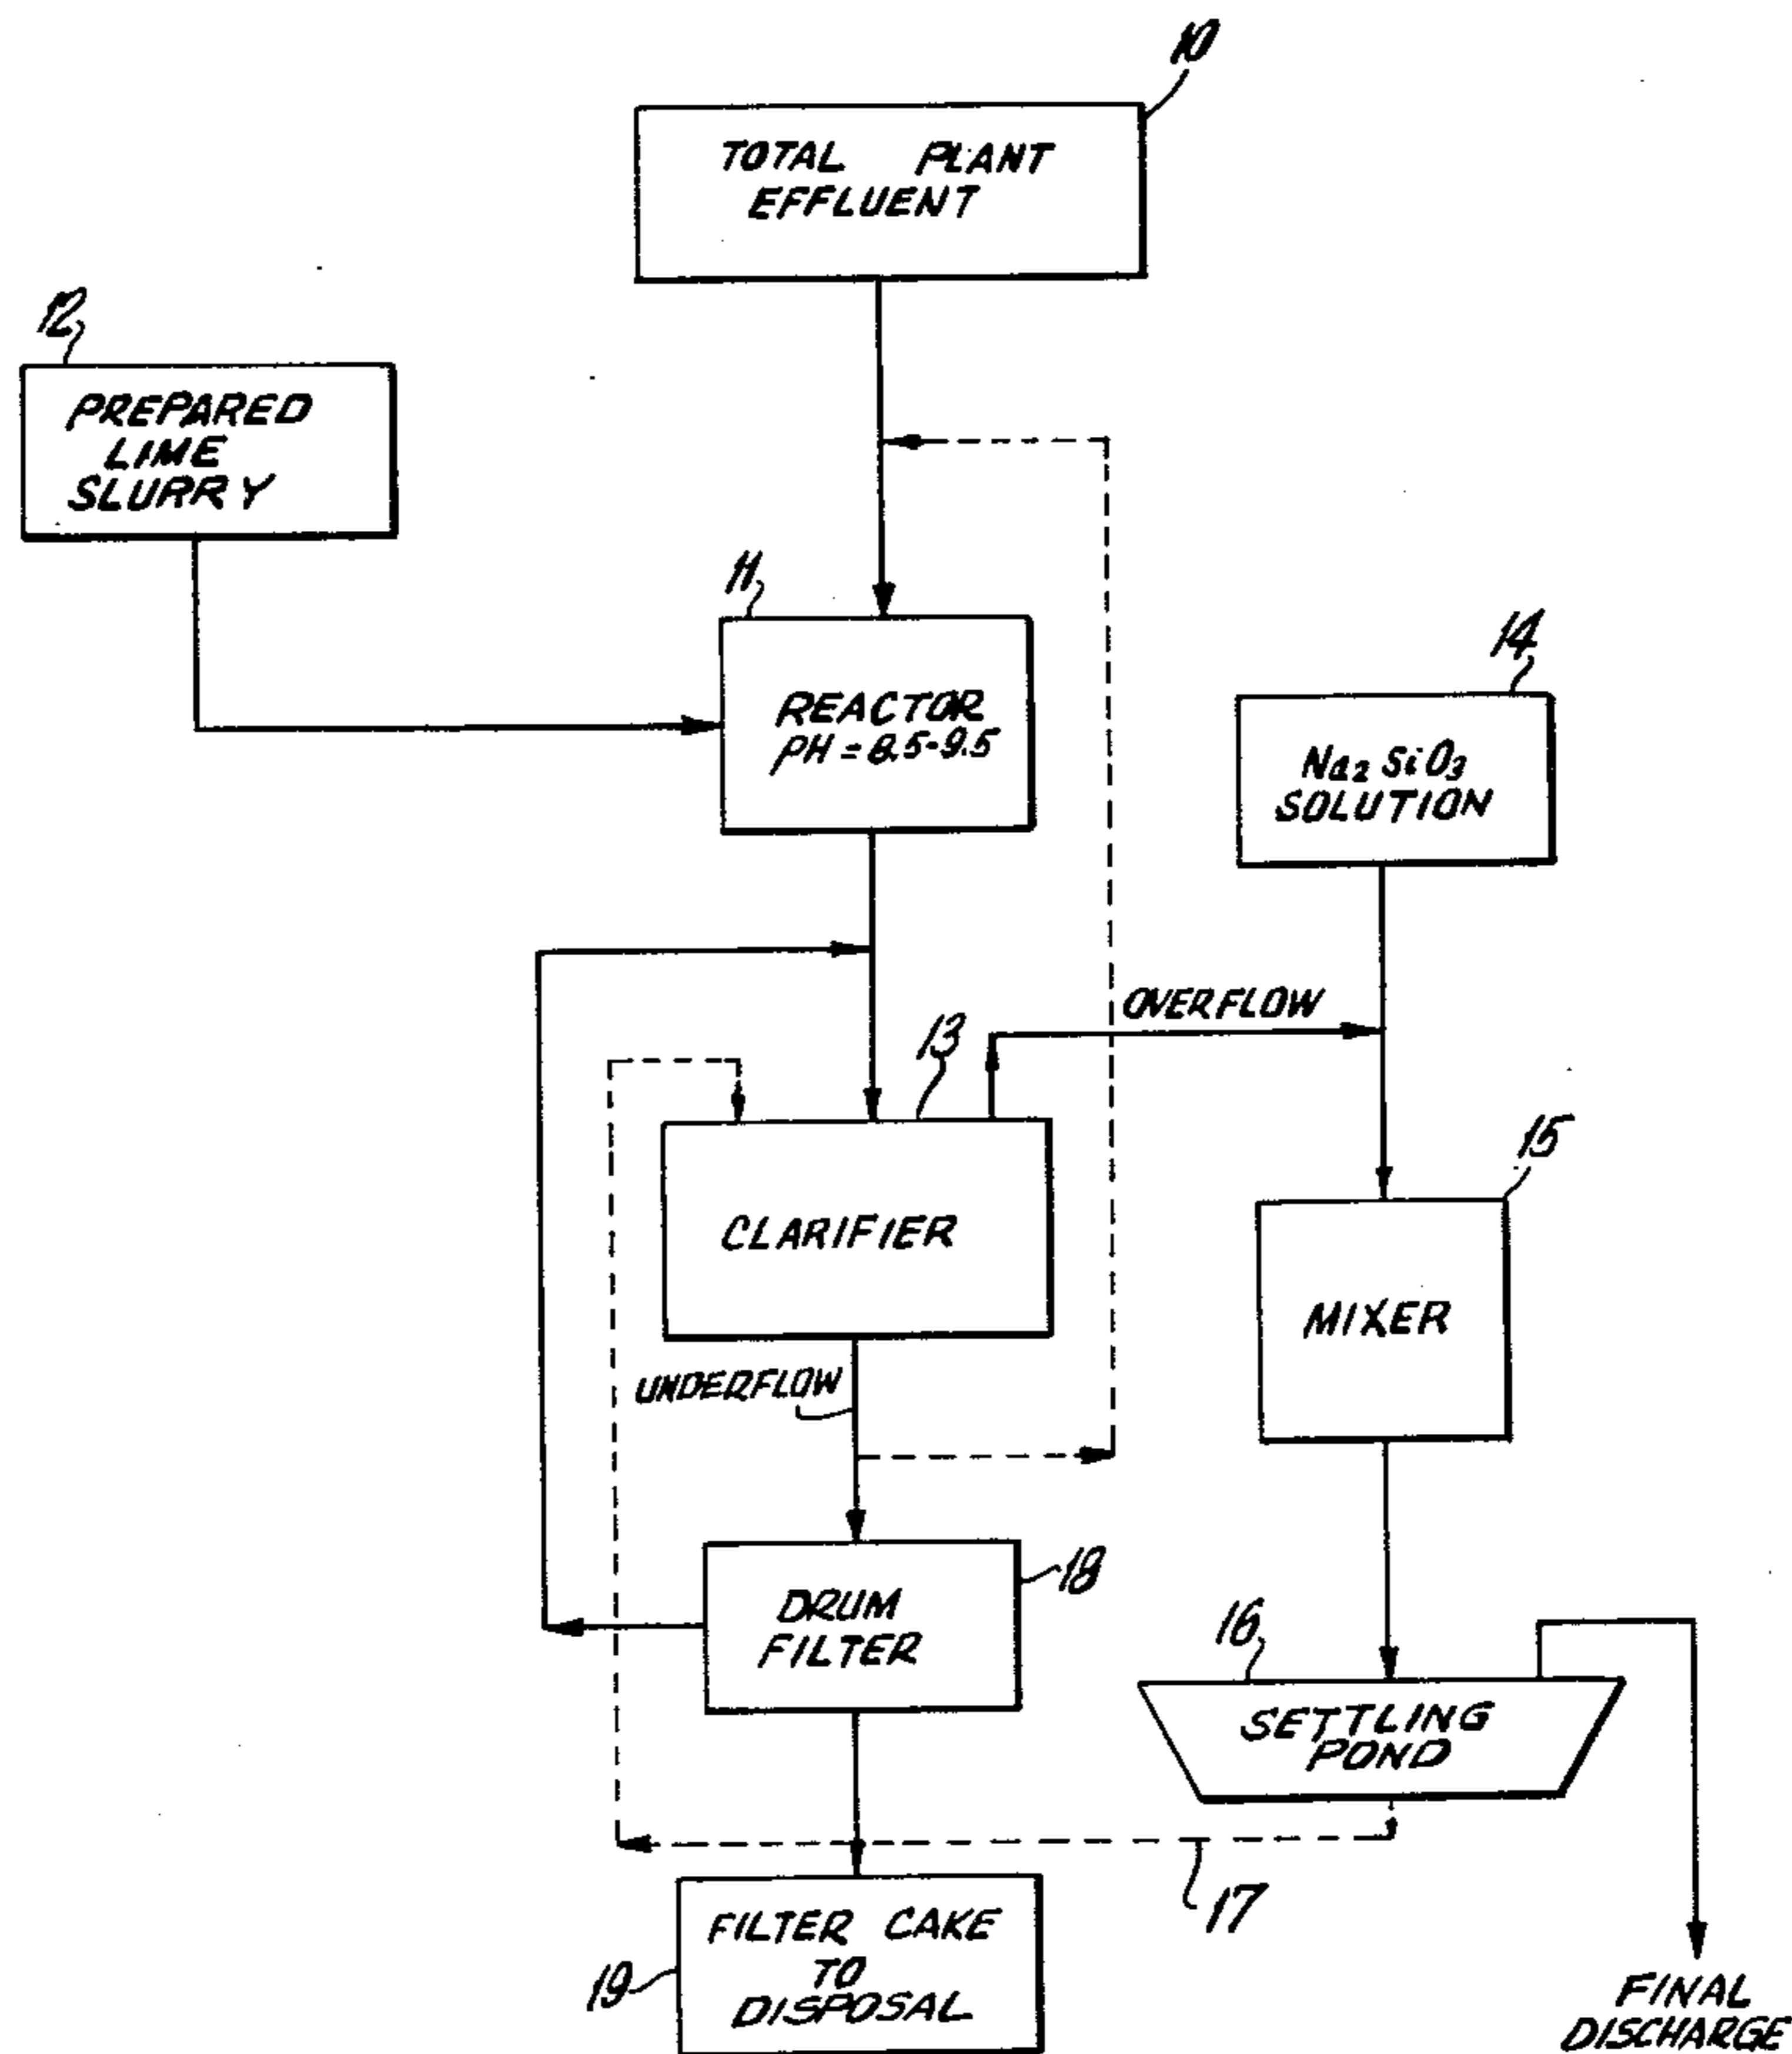 10
TOTAL PLANT
EFFLUENT
12
PREPARED
LIME
SLURRY
11
REACTOR
PH = 8.5-9.5
14
Na2 SiO3
SOLUTION
OVERFLOW
13
CLARIFIER
15
MIXER
UNDERFLOW
18
DRUM
FILTER
16
SETTLING
POND
17
FILTER CAKE
TO
DISPOSAL
19
FINAL
DISCHARGE